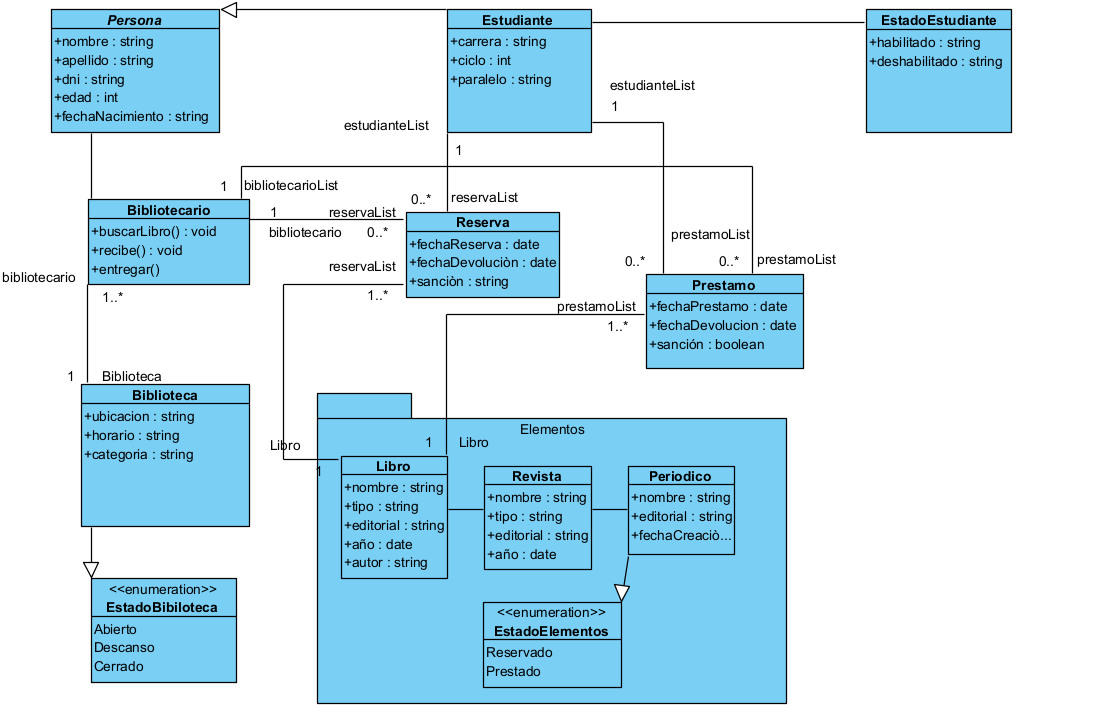 Persona
+nombre : string
+apellido : string
+dni : string
+edad : int
+fechaNacimiento : string
Estudiante
+carrera : string
+ciclo : int
+paralelo : string
EstadoEstudiante
+habilitado : string
+deshabilitado : string
estudianteList
1
estudianteList
1
1
bibliotecarioList
0..*
reservaList
Bibliotecario
+buscarLibro() : void
+recibe() : void
+entregar()
1
reservaList
bibliotecario
0..*
Reserva
+fechaReserva : date
+fechaDevoluciòn : date
+sanciòn : string
prestamoList
0..*
0..*
prestamoList
reservaList
1..*
Prestamo
+fechaPrestamo : date
+fechaDevolucion : date
+sanción : boolean
prestamoList
1..*
bibliotecario
1..*
1
Biblioteca
Biblioteca
+ubicacion : string
+horario : string
+categoria : string
Elementos
Libro
1
1
Libro
Libro
+nombre : string
+tipo : string
+editorial : string
+año : date
+autor : string
Revista
+nombre : string
+tipo : string
+editorial : string
+año : date
Periodico
+nombre : string
+editorial : string
+fechaCreaciò...
<<enumeration>>
EstadoBibiloteca
Abierto
Descanso
Cerrado
<<enumeration>>
EstadoElementos
Reservado
Prestado